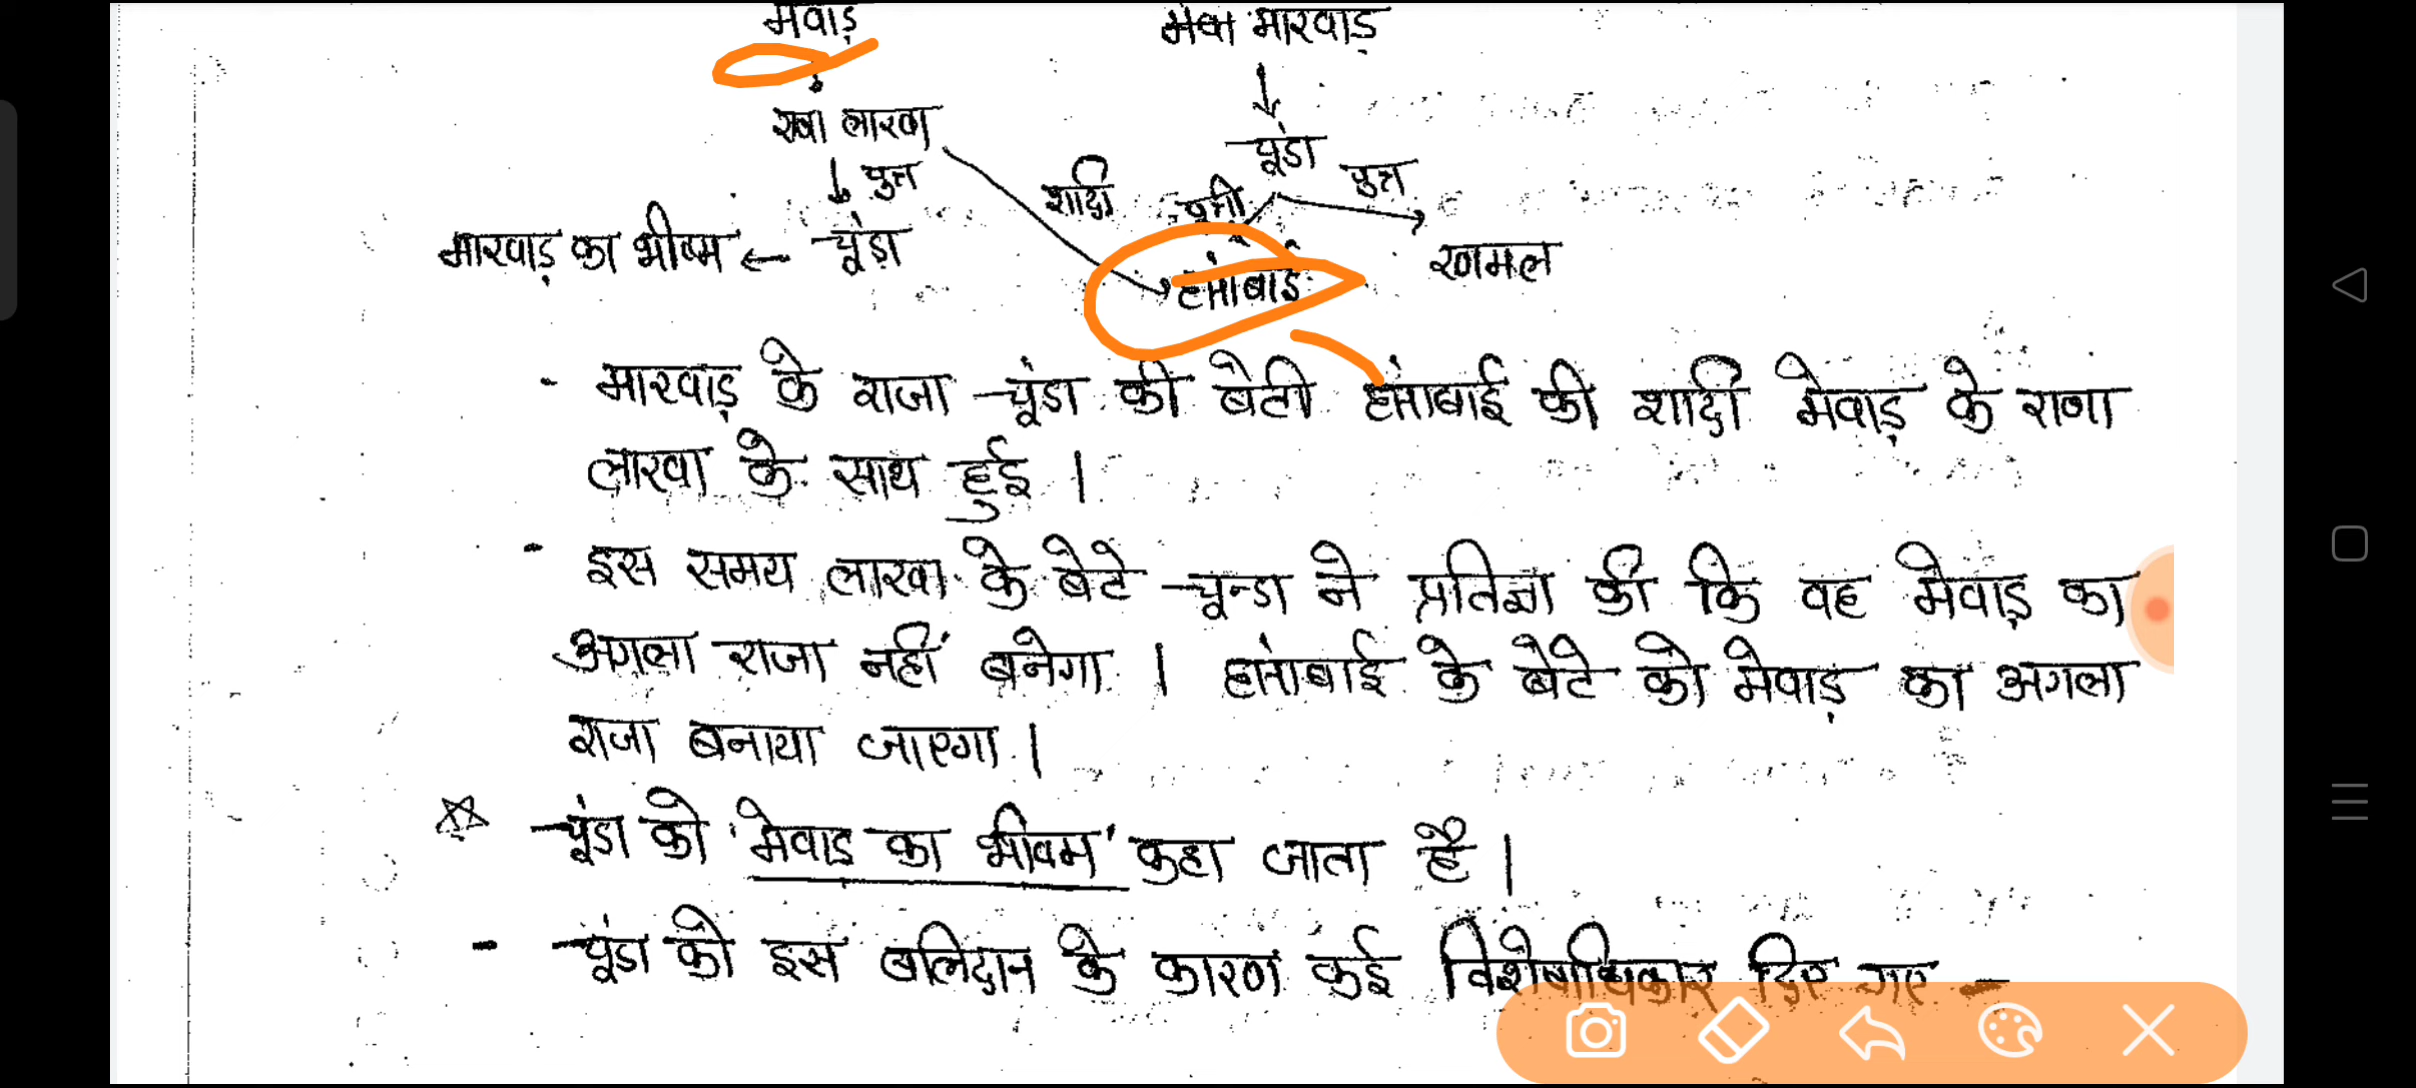 मेवाड़ मेवा मारवाड़
राणा लाखा
चूंडा
पुत्र शादी पुत्री पुत्र
मारवाड़ का भीष्म ← चूंडा हंसाबाई रणमल
- मारवाड़ के राजा चूंडा की बेटी हंसाबाई की शादी मेवाड़ के राणा
लाखा के साथ हुई ।
- इस समय लाखा के बेटे चून्डा ने प्रतिज्ञा की कि वह मेवाड़ का
अगला राजा नहीं बनेगा । हंसाबाई के बेटे को मेवाड़ का अगला
राजा बनाया जाएगा ।
चूंडा को 'मेवाड का भीष्म' कहा जाता है ।
- चूंडा को इस बलिदान के कारण कई विशेषाधिकार दिए गए -